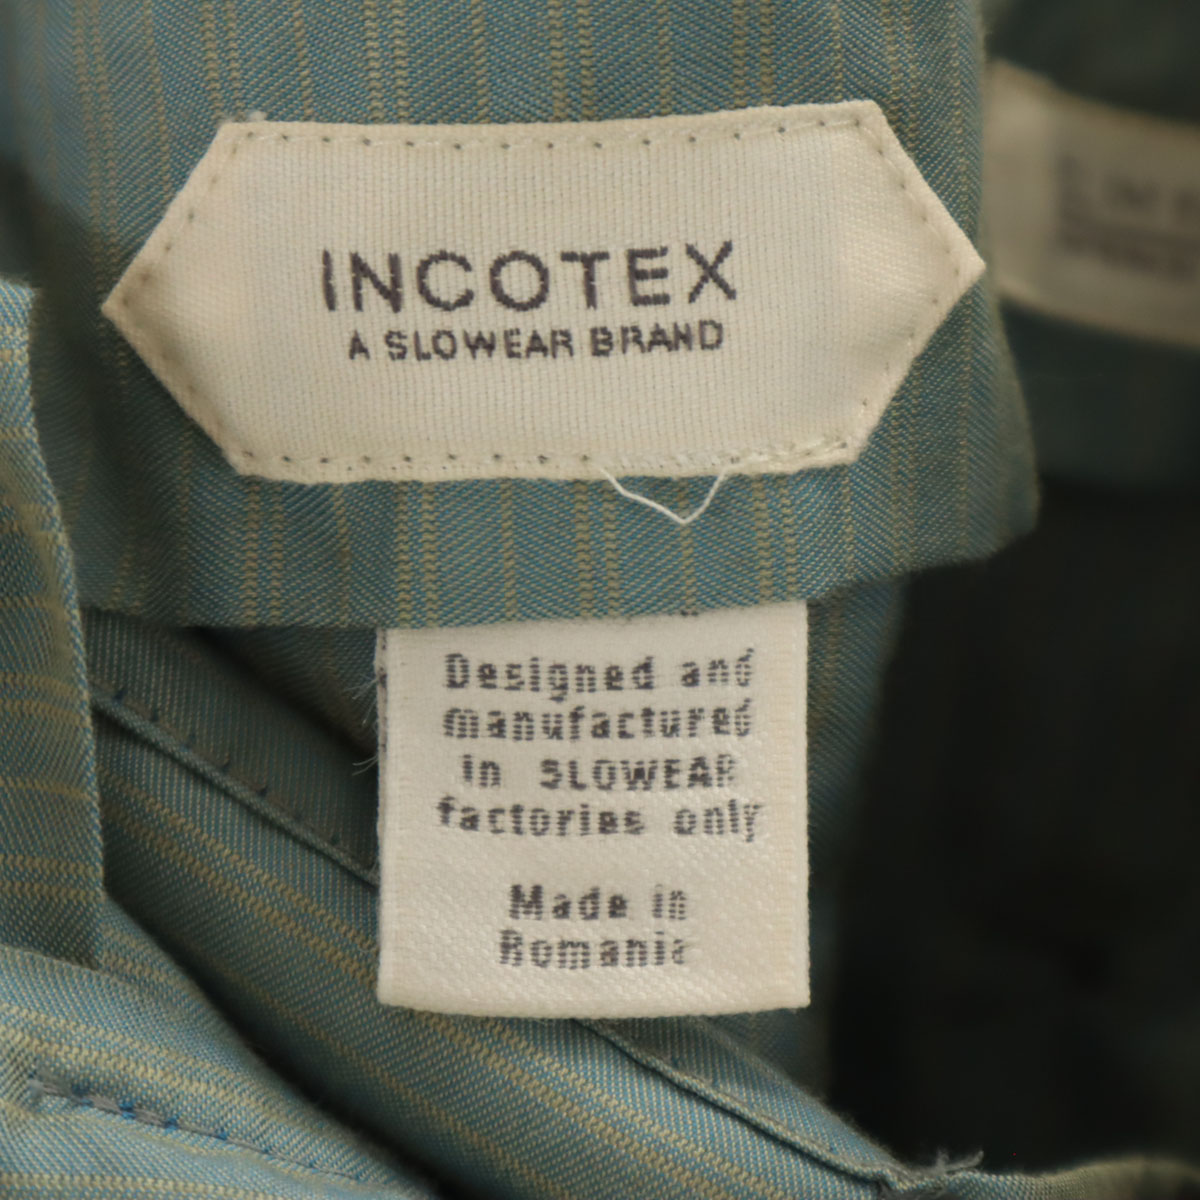 INCOTEX
A SLOWEAR BRAND
Designed and
manufactured
in SLOWEAR
factories only
Made in
Romania